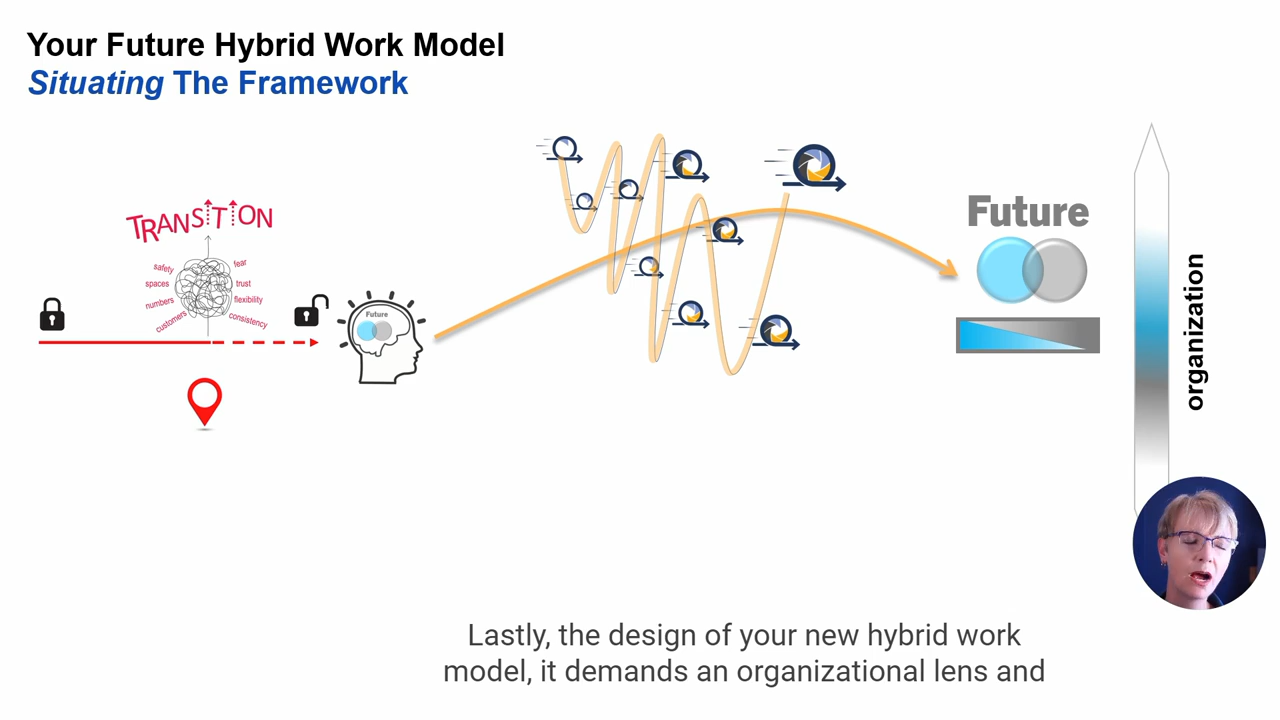 Your Future Hybrid Work Model
Situating The Framework
TRANSITION
safety
fear
spaces
trust
numbers
flexibility
customers
consistency
Future
Future
organization
Lastly, the design of your new hybrid work
model, it demands an organizational lens and